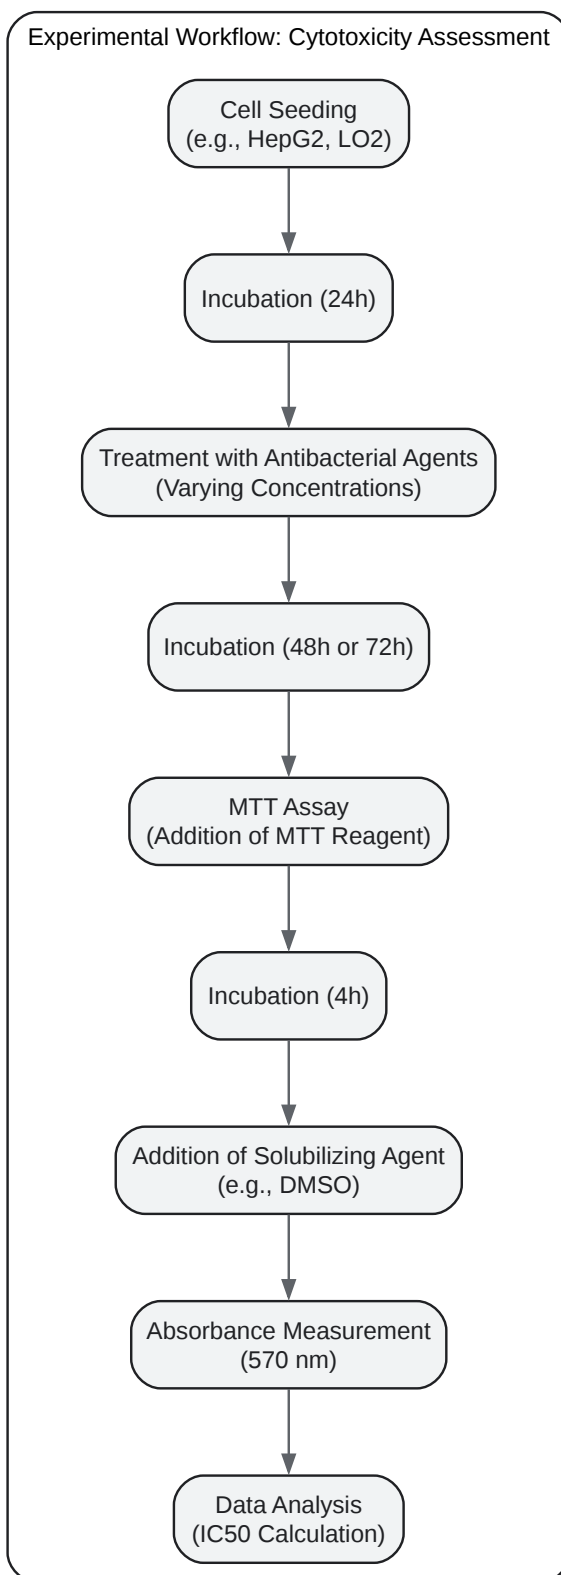 Experimental Workflow: Cytotoxicity Assessment
Cell Seeding
(e.g., HepG2, LO2)
Incubation (24h)
Treatment with Antibacterial Agents
(Varying Concentrations)
Incubation (48h or 72h)
MTT Assay
(Addition of MTT Reagent)
Incubation (4h)
Addition of Solubilizing Agent
(e.g., DMSO)
Absorbance Measurement
(570 nm)
Data Analysis
(IC50 Calculation)